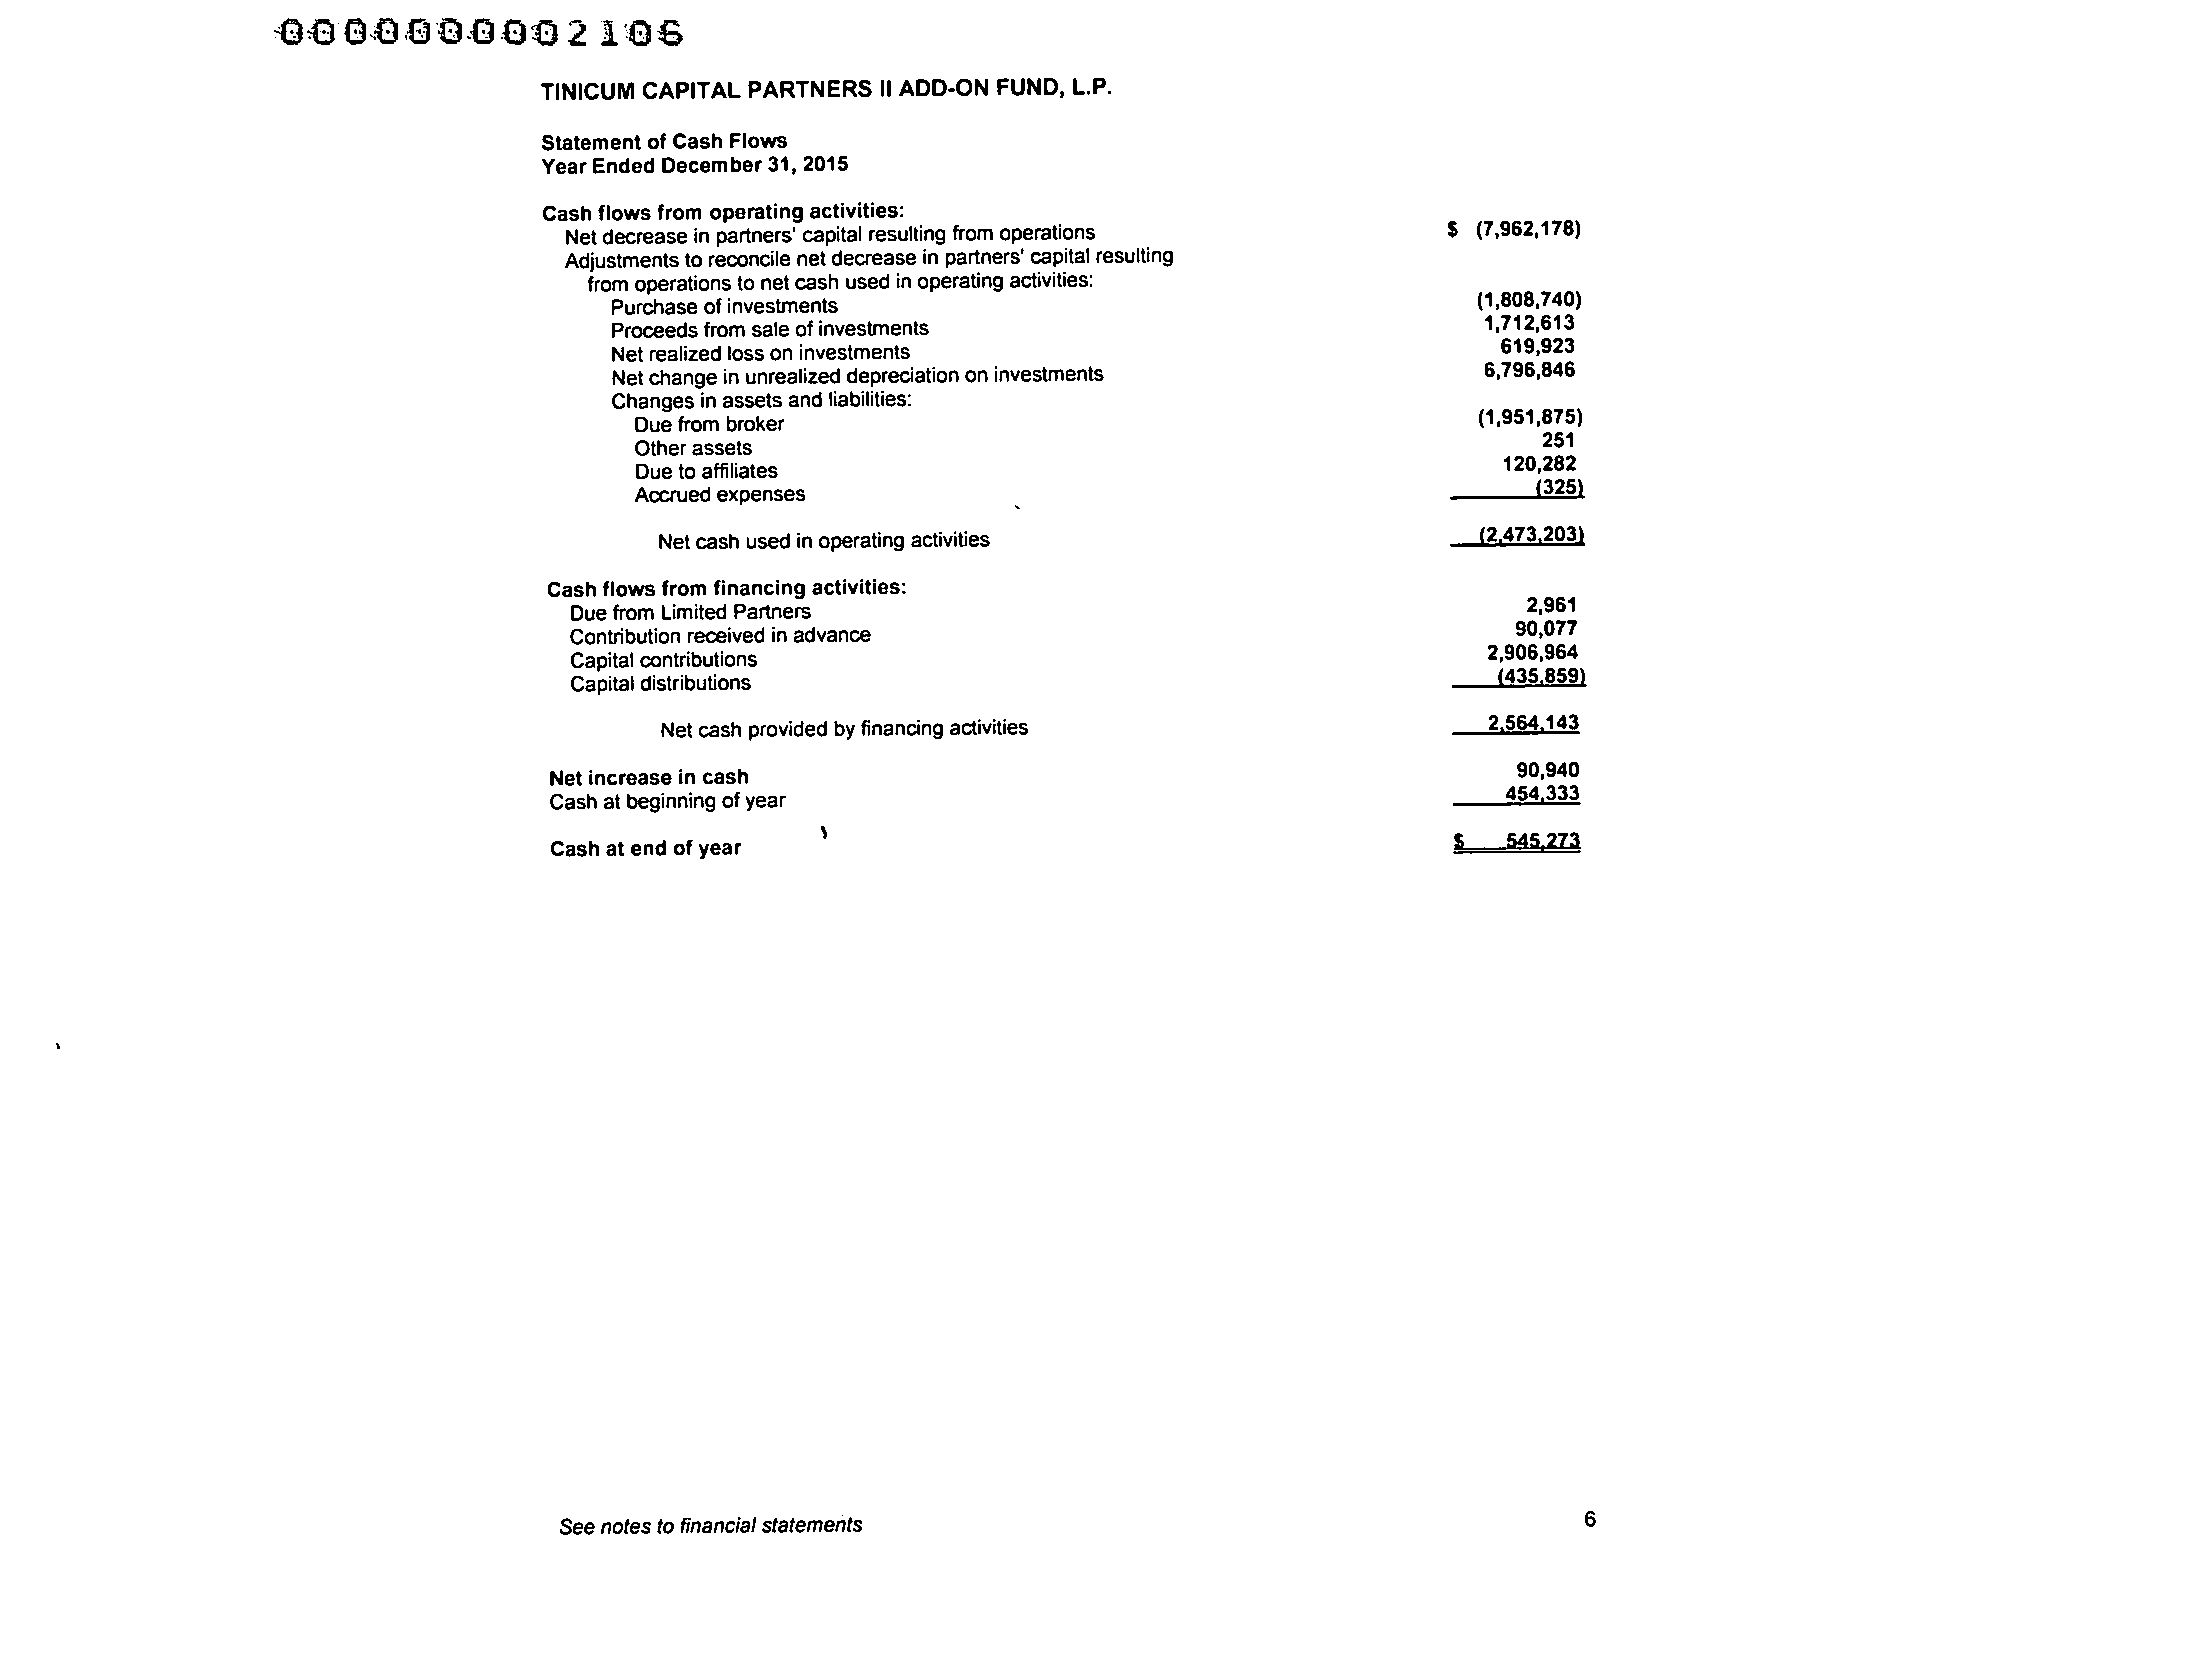 0000000002106
TINICUM CAPITAL PARTNERS II ADD-ON FUND, L.P.
Statement of Cash Flows
Year Ended December 31, 2015
Cash flows from operating activities:
Net decrease in partners' capital resulting from operations $ (7,962,178)
Adjustments to reconcile net decrease in partners' capital resulting
from operations to net cash used in operating activities:
Purchase of investments (1,808,740)
Proceeds from sale of investments 1,712,613
Net realized loss on investments 619,923
Net change in unrealized depreciation on investments 6,796,846
Changes in assets and liabilities:
Due from broker (1,951,875)
Other assets 251
Due to affiliates 120,282
Accrued expenses (325)
Net cash used in operating activities (2,473,203)
Cash flows from financing activities:
Due from Limited Partners 2,961
Contribution received in advance 90,077
Capital contributions 2,906,964
Capital distributions (435,859)
Net cash provided by financing activities 2,564,143
Net increase in cash 90,940
Cash at beginning of year 454,333
Cash at end of year $ 545,273
See notes to financial statements 6